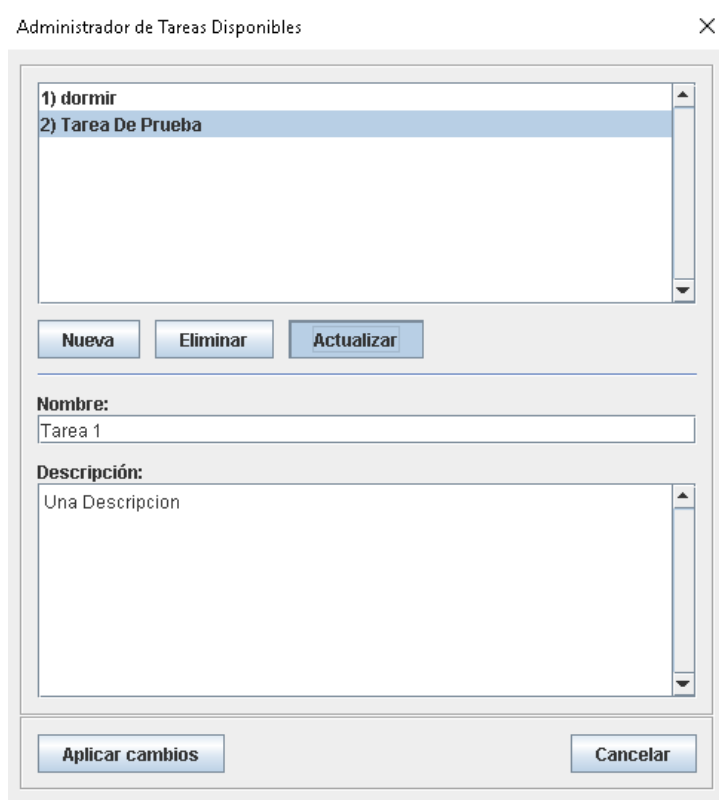 Administrador de Tareas Disponibles
1) dormir
2) Tarea De Prueba
Nueva Eliminar Actualizar
Nombre:
Tarea 1
Descripción:
Una Descripcion
Aplicar cambios Cancelar